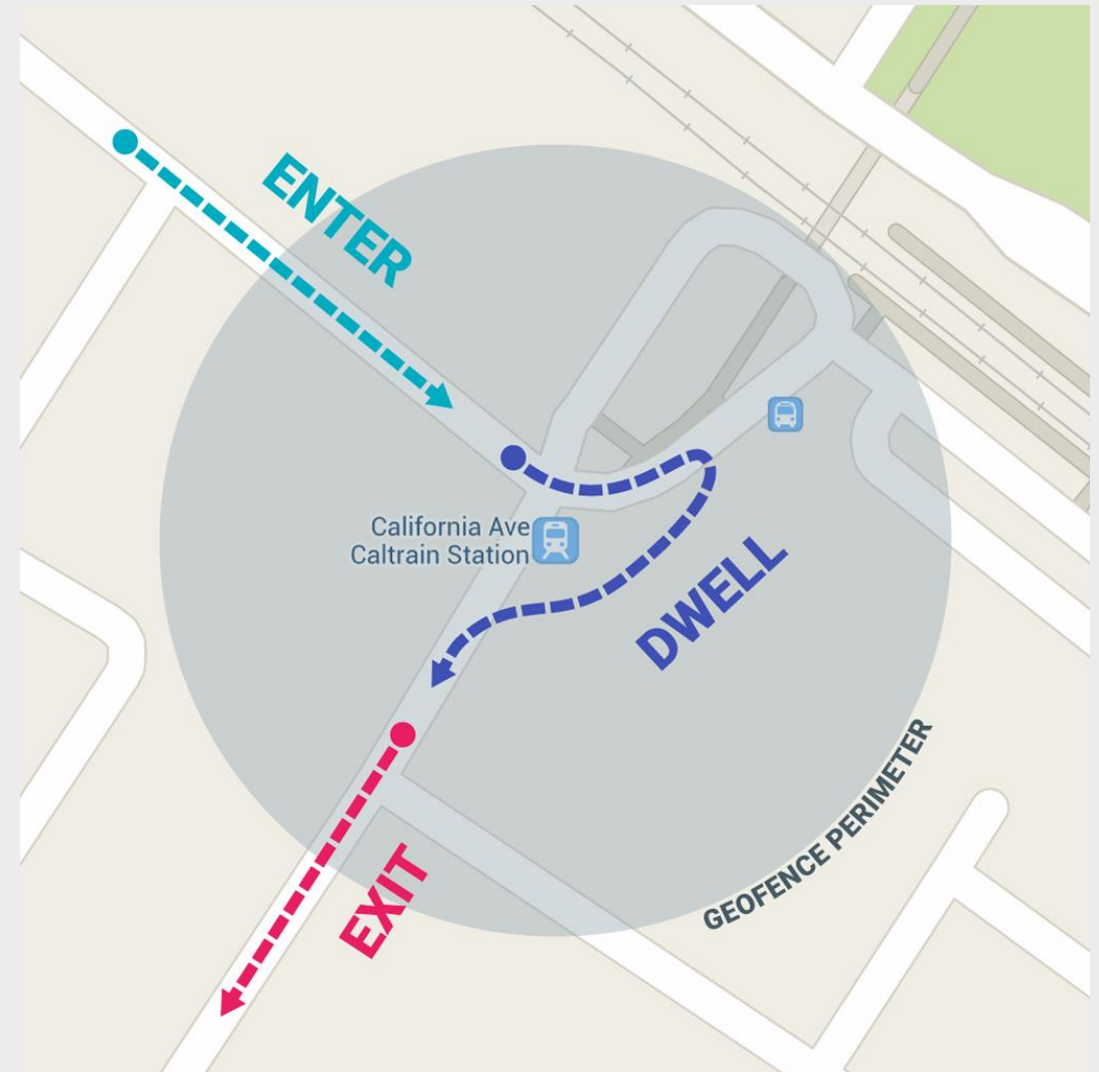 ENTER
California Ave
Caltrain Station
DWELL
GEOFENCE PERIMETER
EXIT